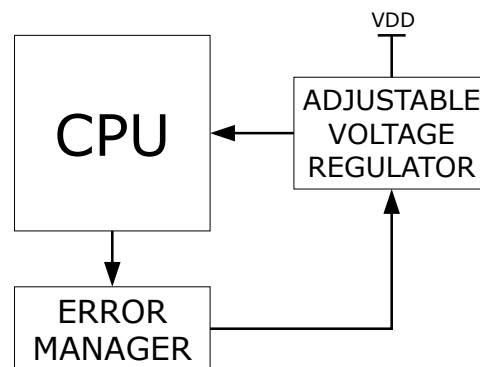 VDD
CPU
ADJUSTABLE
VOLTAGE
REGULATOR
ERROR
MANAGER